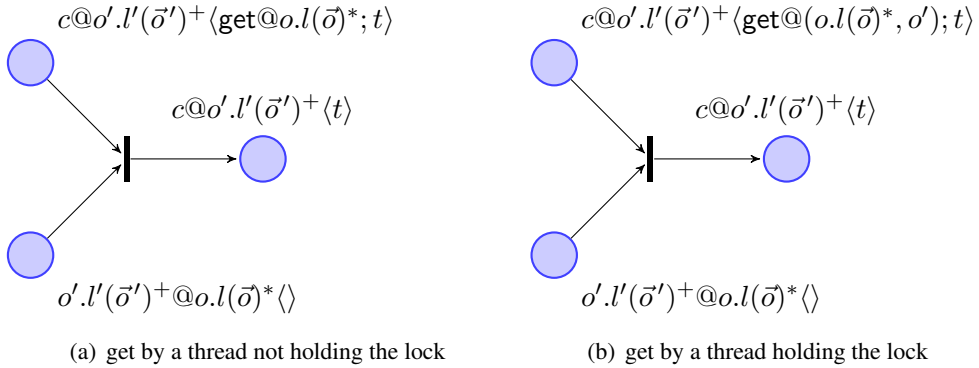 c@o′.l′(o⃗ ′)⁺⟨get@o.l(o⃗)*; t⟩
c@o′.l′(o⃗ ′)⁺⟨t⟩
o′.l′(o⃗ ′)⁺@o.l(o⃗)*⟨⟩
(a) get by a thread not holding the lock
c@o′.l′(o⃗ ′)⁺⟨get@(o.l(o⃗)*, o′); t⟩
c@o′.l′(o⃗ ′)⁺⟨t⟩
o′.l′(o⃗ ′)⁺@o.l(o⃗)*⟨⟩
(b) get by a thread holding the lock